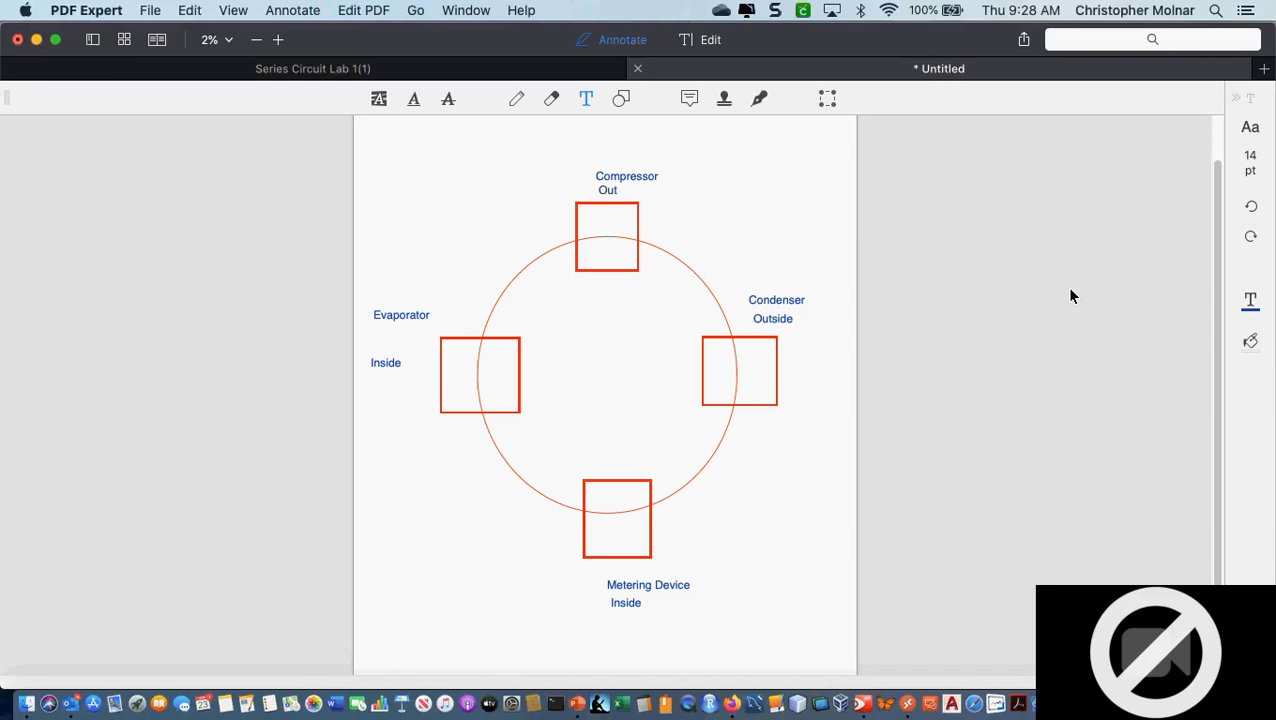 PDF Expert File Edit View Annotate Edit PDF Go Window Help 100% Thu 9:28 AM Christopher Molnar
2% Annotate Edit
Series Circuit Lab 1(1) * Untitled
T
Aa
14
pt
Compressor
Out
Condenser
Outside
Evaporator
Inside
Metering Device
Inside